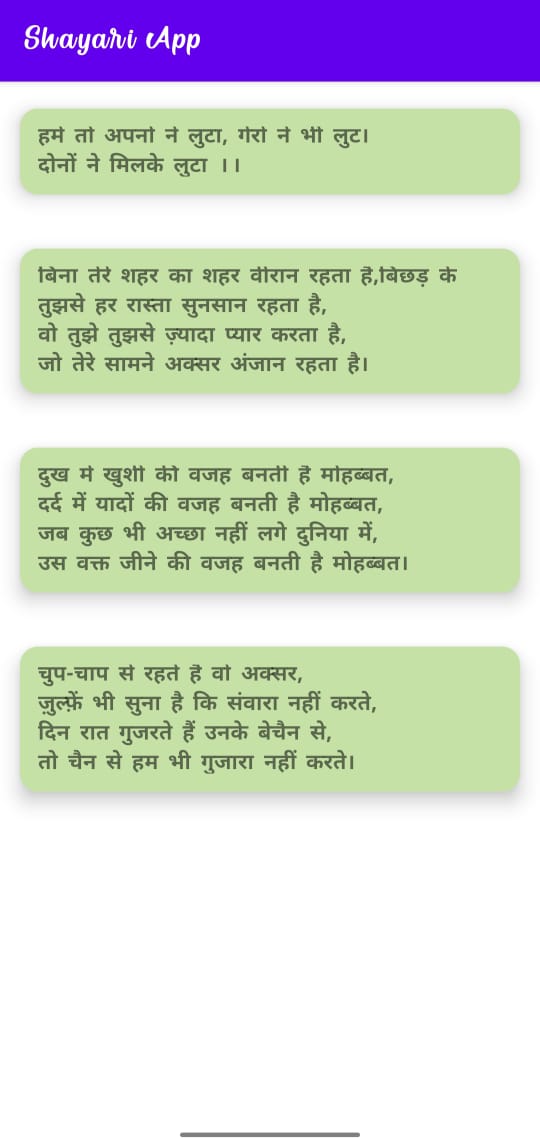 Shayari App
हमे तो अपनो ने लुटा, गेरो ने भी लुट।
दोनों ने मिलके लुटा ।।
बिना तेरे शहर का शहर वीरान रहता है,बिछड़ के
तुझसे हर रास्ता सुनसान रहता है,
वो तुझे तुझसे ज़्यादा प्यार करता है,
जो तेरे सामने अक्सर अंजान रहता है।
दुख में खुशी की वजह बनती है मोहब्बत,
दर्द में यादों की वजह बनती है मोहब्बत,
जब कुछ भी अच्छा नहीं लगे दुनिया में,
उस वक्त जीने की वजह बनती है मोहब्बत।
चुप-चाप से रहते है वो अक्सर,
जुल्फ़ें भी सुना है कि संवारा नहीं करते,
दिन रात गुजरते हैं उनके बेचैन से,
तो चैन से हम भी गुजारा नहीं करते।